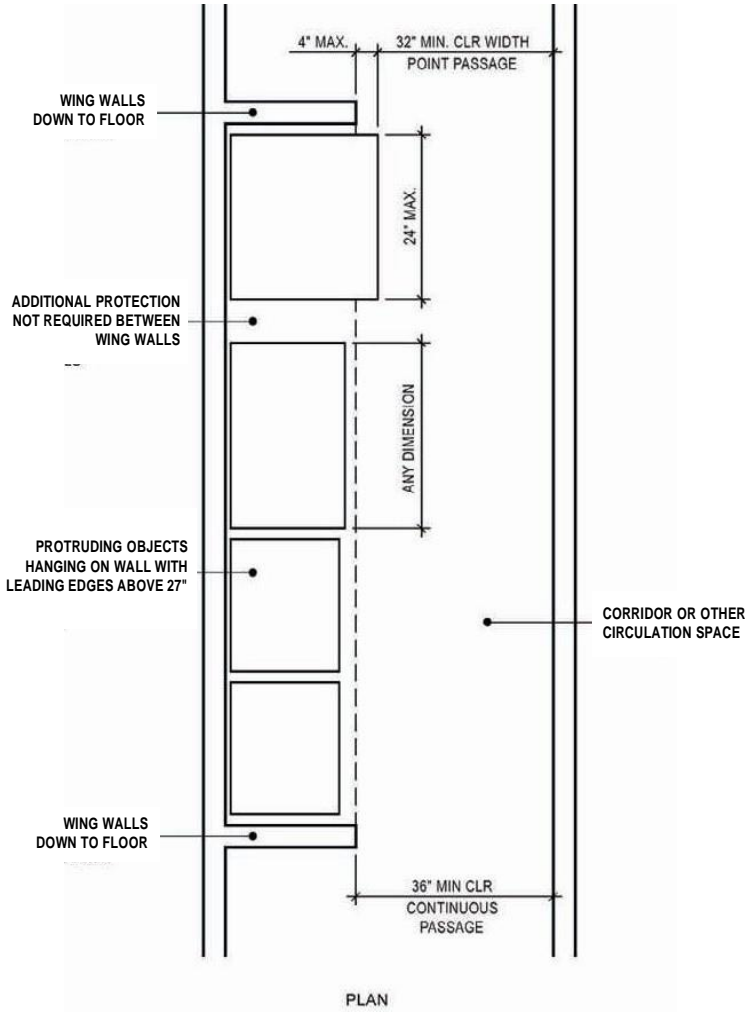 4" MAX.
32" MIN. CLR WIDTH
POINT PASSAGE
WING WALLS
DOWN TO FLOOR
24" MAX.
ADDITIONAL PROTECTION
NOT REQUIRED BETWEEN
WING WALLS
ANY DIMENSION
PROTRUDING OBJECTS
HANGING ON WALL WITH
LEADING EDGES ABOVE 27"
CORRIDOR OR OTHER
CIRCULATION SPACE
WING WALLS
DOWN TO FLOOR
36" MIN CLR
CONTINUOUS
PASSAGE
PLAN